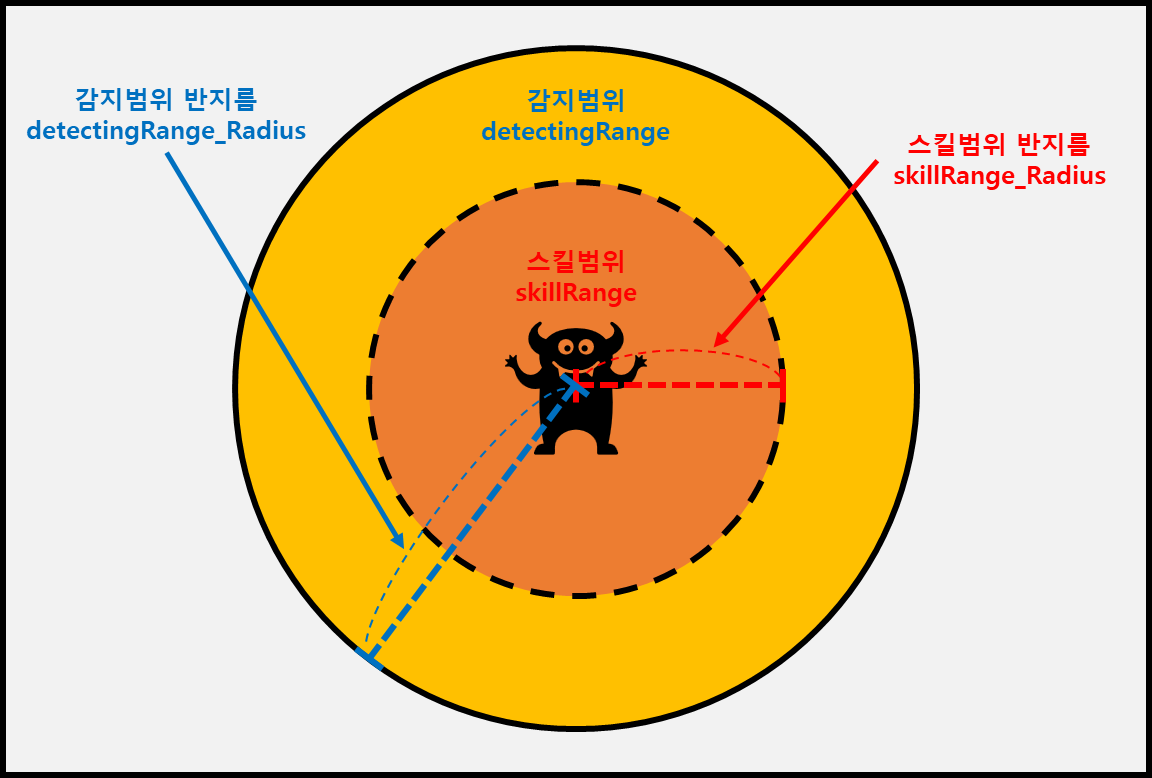 감지범위 반지름
detectingRange_Radius
감지범위
detectingRange
스킬범위 반지름
skillRange_Radius
스킬범위
skillRange